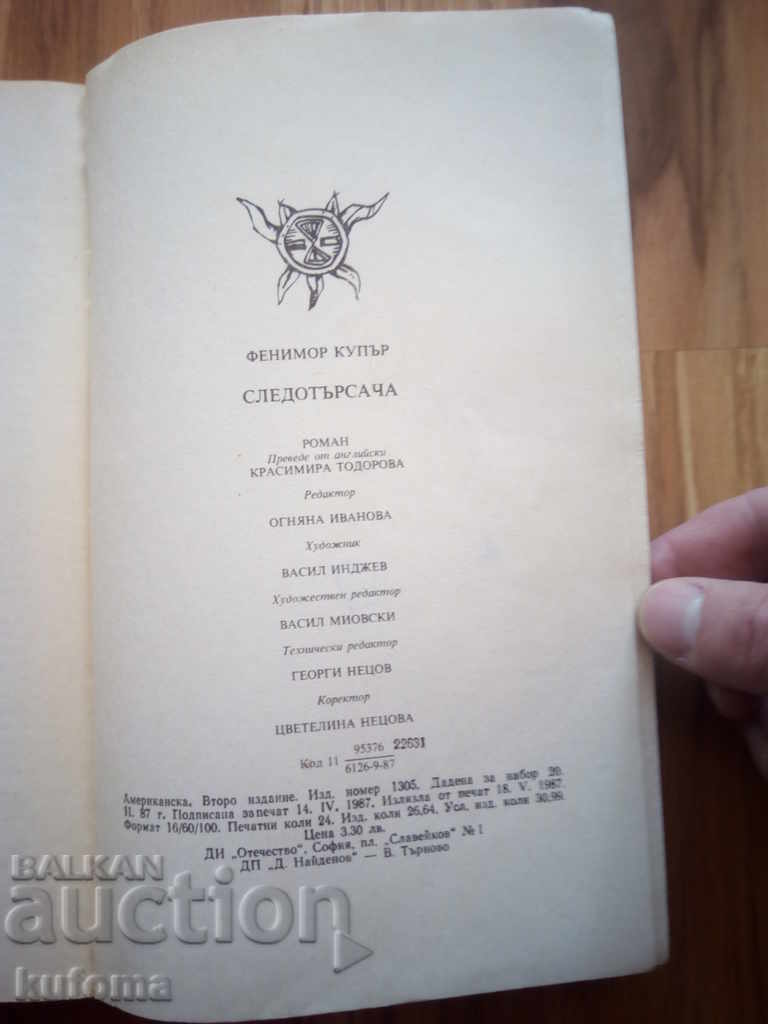 ФЕНИМОР КУПЪР
СЛЕДОТЪРСАЧА
РОМАН
Преведе от английски
КРАСИМИРА ТОДОРОВА
Редактор
ОГНЯНА ИВАНОВА
Художник
ВАСИЛ ИНДЖЕВ
Художествен редактор
ВАСИЛ МИОВСКИ
Технически редактор
ГЕОРГИ НЕЦОВ
Коректор
ЦВЕТЕЛИНА НЕЦОВА
Код 11 95376 22631
6126-9-87
Американска. Второ издание. Изд. номер 1305. Дадена за набор 20.
II. 87 г. Подписана за печат 14. IV. 1987. Излязла от печат 18. V. 1987.
Формат 16/60/100. Печатни коли 24. Изд. коли 26,64. Усл. изд. коли 30,99.
Цена 3.30 лв.
ДИ „Отечество“. София, пл. „Славейков“ № 1
ДП „Д. Найденов“ — В. Търново
BALKAN
auction
kutoma